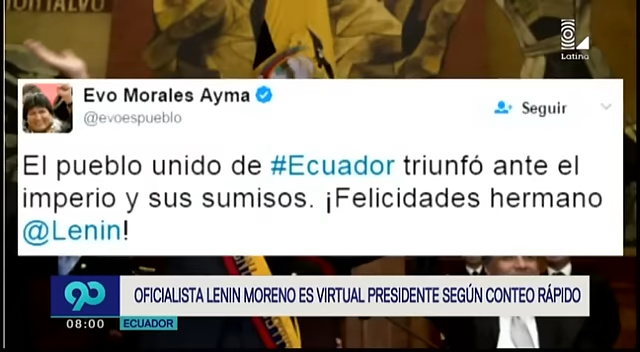 MONTALVO
Latina
Evo Morales Ayma
@evoespueblo
Seguir
El pueblo unido de #Ecuador triunfó ante el
imperio y sus sumisos. ¡Felicidades hermano
@Lenin!
90
OFICIALISTA LENIN MORENO ES VIRTUAL PRESIDENTE SEGÚN CONTEO RÁPIDO
08:00
ECUADOR